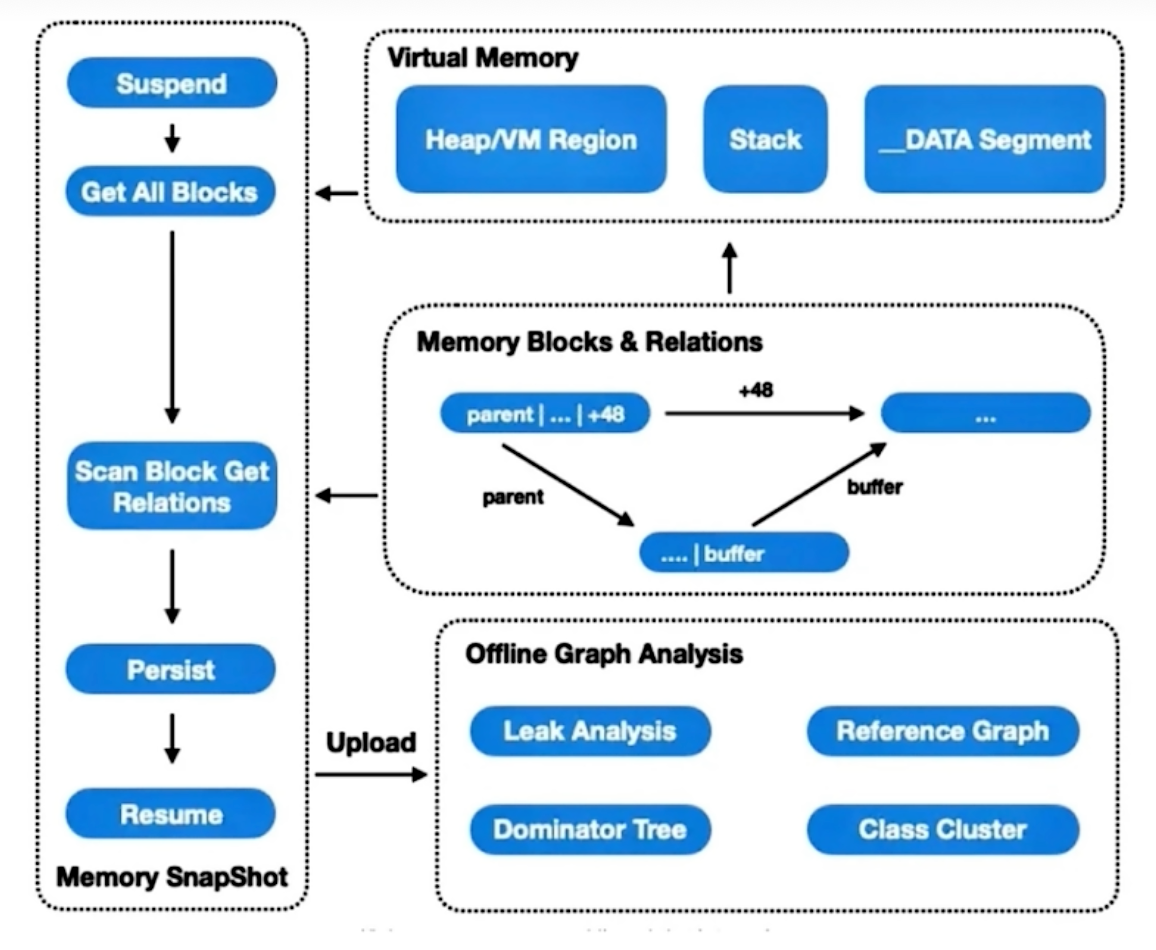 Suspend
Get All Blocks
Scan Block Get
Relations
Persist
Resume
Memory SnapShot
Virtual Memory
Heap/VM Region
Stack
__DATA Segment
Memory Blocks & Relations
parent | ... | +48
+48
...
parent
buffer
.... | buffer
Upload
Offline Graph Analysis
Leak Analysis
Reference Graph
Dominator Tree
Class Cluster